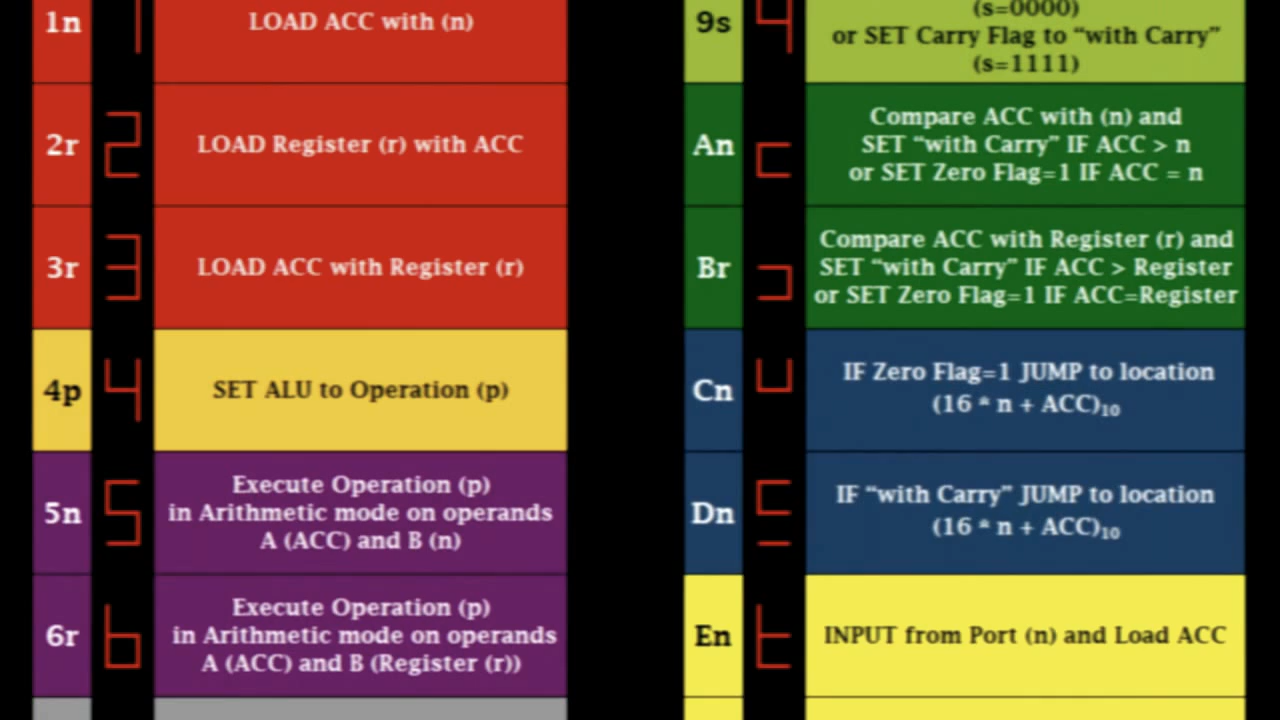 1n
LOAD ACC with (n)
2r
LOAD Register (r) with ACC
3r
LOAD ACC with Register (r)
4p
SET ALU to Operation (p)
5n
Execute Operation (p)
in Arithmetic mode on operands
A (ACC) and B (n)
6r
Execute Operation (p)
in Arithmetic mode on operands
A (ACC) and B (Register (r))
9s
(s=0000)
or SET Carry Flag to “with Carry”
(s=1111)
An
Compare ACC with (n) and
SET “with Carry” IF ACC > n
or SET Zero Flag=1 IF ACC = n
Br
Compare ACC with Register (r) and
SET “with Carry” IF ACC > Register
or SET Zero Flag=1 IF ACC=Register
Cn
IF Zero Flag=1 JUMP to location
(16 * n + ACC)₁₀
Dn
IF “with Carry” JUMP to location
(16 * n + ACC)₁₀
En
INPUT from Port (n) and Load ACC